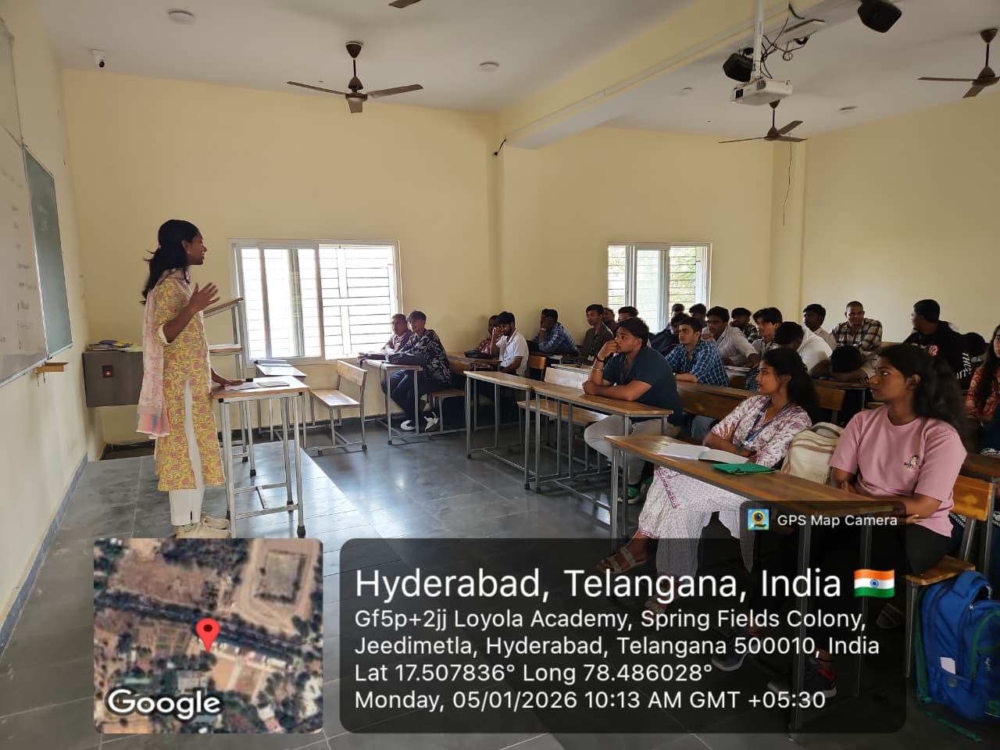 GPS Map Camera
Hyderabad, Telangana, India
Gf5p+2jj Loyola Academy, Spring Fields Colony,
Jeedimetla, Hyderabad, Telangana 500010, India
Lat 17.507836° Long 78.486028°
Monday, 05/01/2026 10:13 AM GMT +05:30
Google